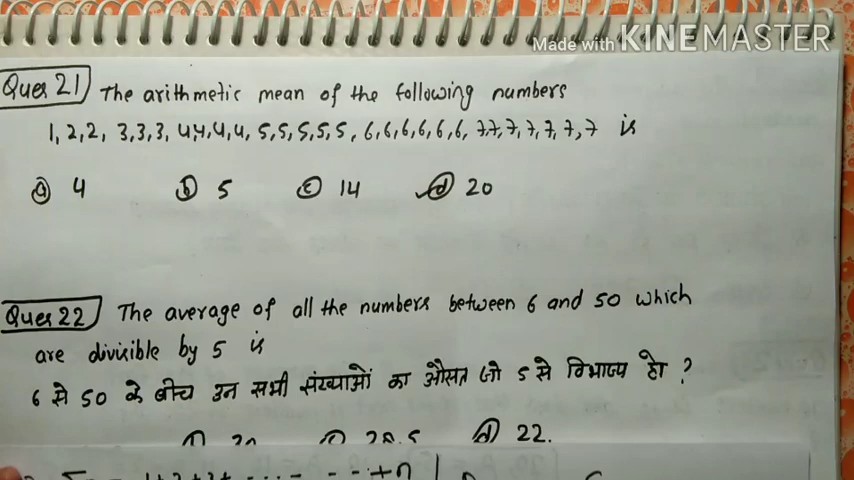 Made with KINEMASTER
Ques 21 The arithmetic mean of the following numbers
1, 2, 2, 3, 3, 3, 4, 4, 4, 4, 5, 5, 5, 5, 5, 6, 6, 6, 6, 6, 6, 7, 7, 7, 7, 7, 7, 7 is
a 4 b 5 c 14 d 20
Ques 22 The average of all the numbers between 6 and 50 which
are divisible by 5 is
6 से 50 के बीच उन सभी संख्याओं का औसत जो 5 से विभाज्य हो ?
d 22.